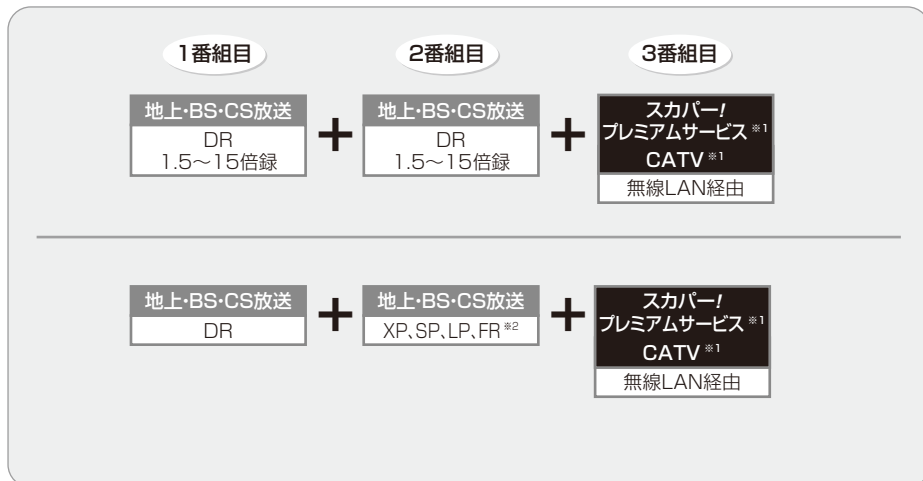 1番組目
2番組目
3番組目
地上・BS・CS放送
DR
1.5～15倍録
+
地上・BS・CS放送
DR
1.5～15倍録
+
スカパー!
プレミアムサービス※1
CATV※1
無線LAN経由
地上・BS・CS放送
DR
+
地上・BS・CS放送
XP、SP、LP、FR※2
+
スカパー!
プレミアムサービス※1
CATV※1
無線LAN経由